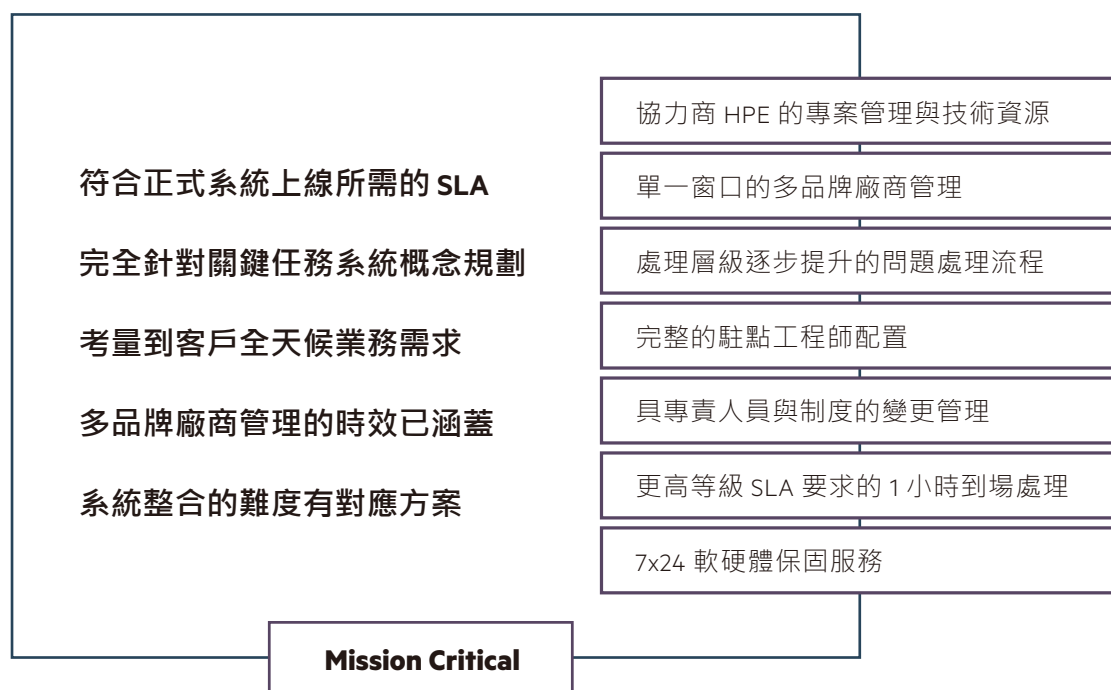 符合正式系統上線所需的 SLA
完全針對關鍵任務系統概念規劃
考量到客戶全天候業務需求
多品牌廠商管理的時效已涵蓋
系統整合的難度有對應方案
協力商 HPE 的專案管理與技術資源
單一窗口的多品牌廠商管理
處理層級逐步提升的問題處理流程
完整的駐點工程師配置
具專責人員與制度的變更管理
更高等級 SLA 要求的 1 小時到場處理
7x24 軟硬體保固服務
Mission Critical